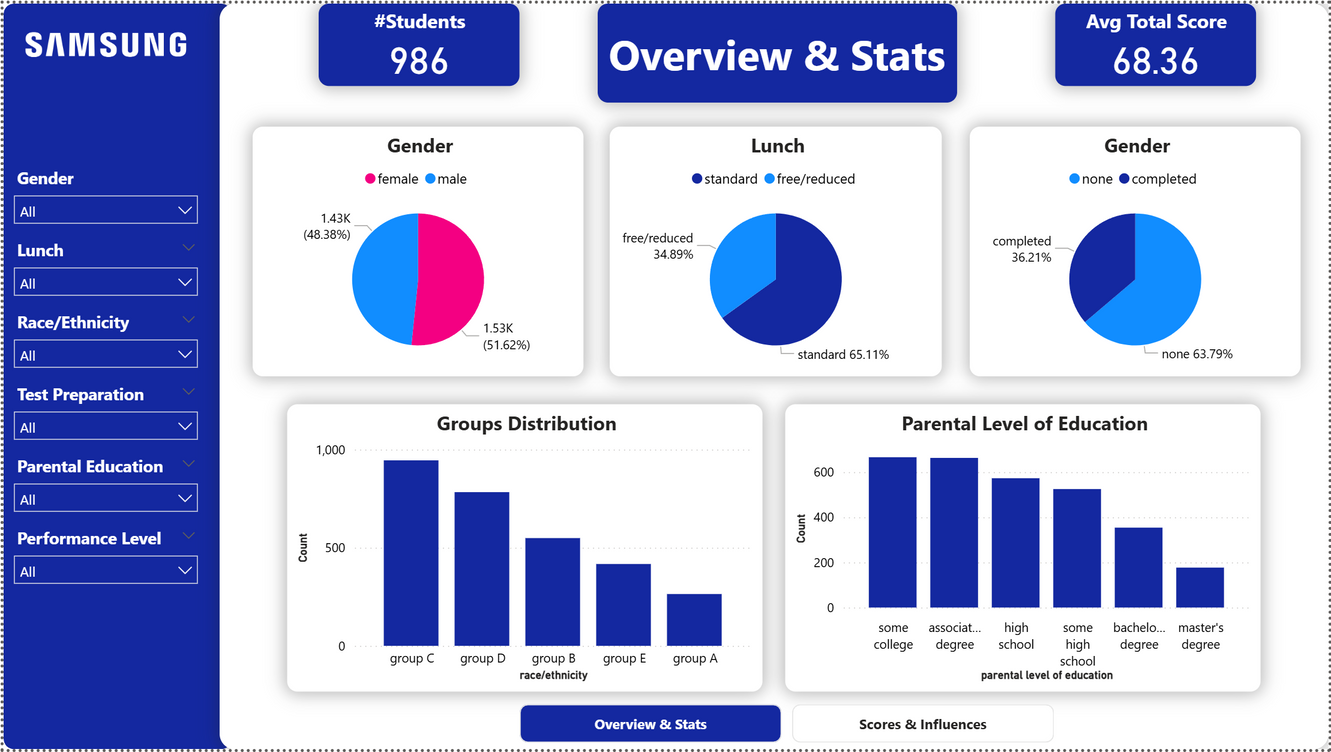 SAMSUNG
#Students
986
Overview & Stats
Avg Total Score
68.36
Gender
All
Lunch
All
Race/Ethnicity
All
Test Preparation
All
Parental Education
All
Performance Level
All
Gender
female male
1.43K
(48.38%)
1.53K
(51.62%)
Lunch
standard free/reduced
free/reduced
34.89%
standard 65.11%
Gender
none completed
completed
36.21%
none 63.79%
Groups Distribution
1,000
500
0
Count
group C group D group B group E group A
race/ethnicity
Parental Level of Education
600
400
200
0
Count
some college
associat... degree
high school
some high school
bachelo... degree
master's degree
parental level of education
Overview & Stats
Scores & Influences